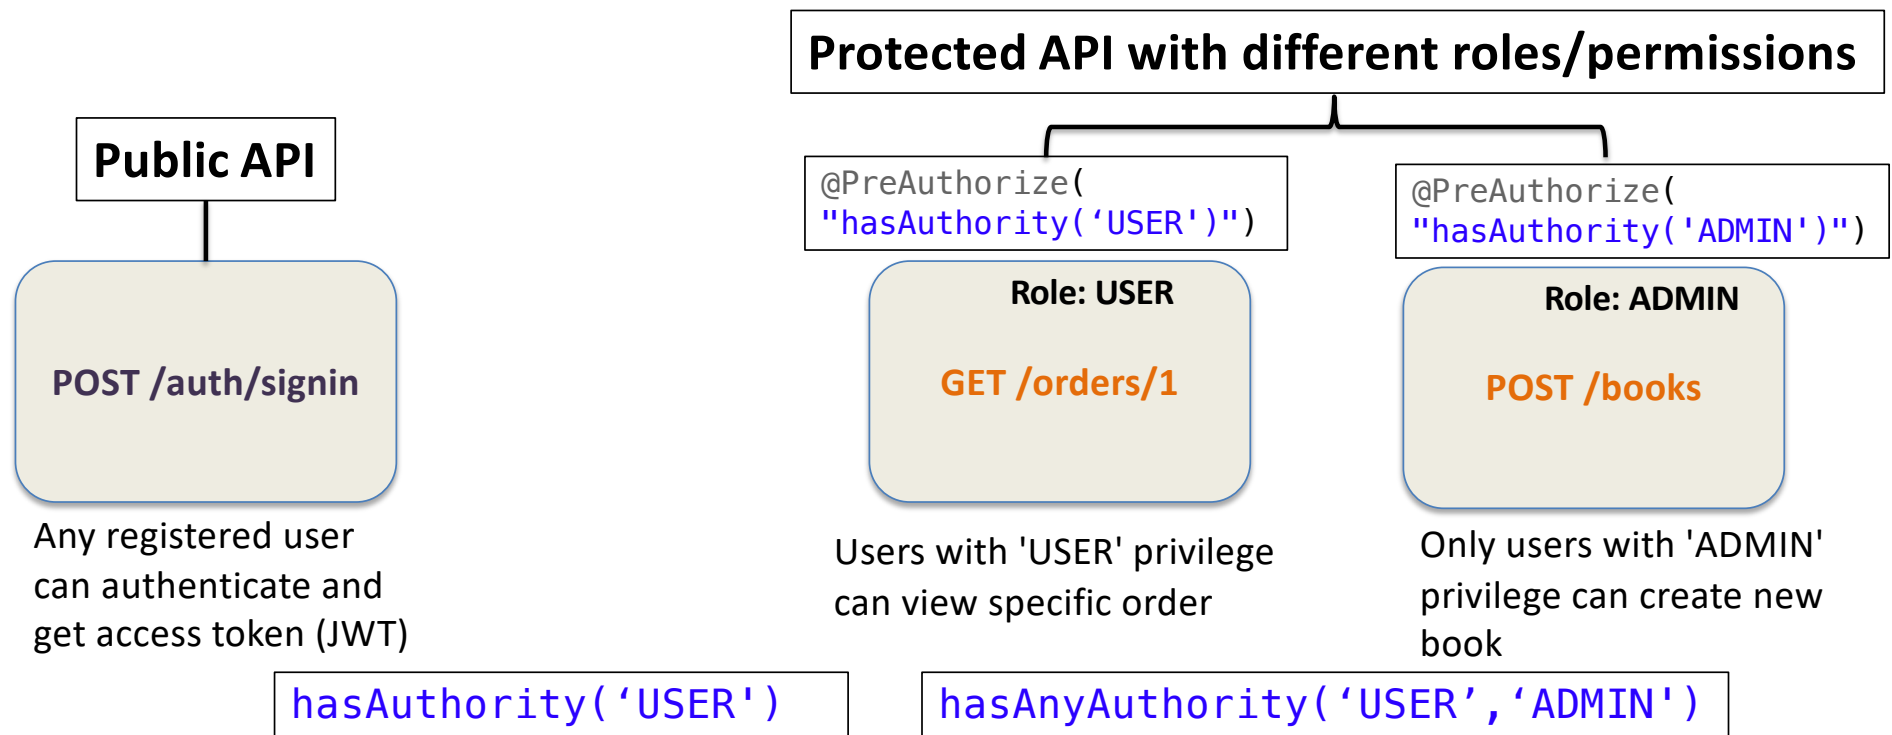 Protected API with different roles/permissions
Public API
@PreAuthorize(
"hasAuthority(‘USER')")
@PreAuthorize(
"hasAuthority('ADMIN')")
POST /auth/signin
Role: USER
GET /orders/1
Role: ADMIN
POST /books
Any registered user
can authenticate and
get access token (JWT)
Users with 'USER' privilege
can view specific order
Only users with 'ADMIN'
privilege can create new
book
hasAuthority(‘USER')
hasAnyAuthority(‘USER’,‘ADMIN')